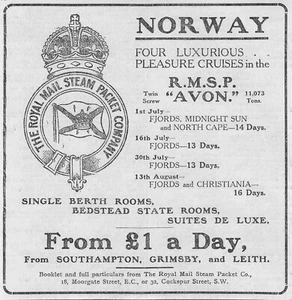 NORWAY
FOUR LUXURIOUS . .
PLEASURE CRUISES in the
R.M.S.P.
Twin Screw "AVON." 11,073 Tons.
1st July—
FJORDS, MIDNIGHT SUN
and NORTH CAPE—14 Days.
16th July—
FJORDS—13 Days.
30th July—
FJORDS—13 Days.
13th August—
FJORDS and CHRISTIANIA—
16 Days.
THE ROYAL MAIL STEAM PACKET COMPANY
SINGLE BERTH ROOMS,
BEDSTEAD STATE ROOMS,
SUITES DE LUXE.
From £1 a Day,
From SOUTHAMPTON, GRIMSBY, and LEITH.
Booklet and full particulars from The Royal Mail Steam Packet Co.,
18, Moorgate Street, E.C., or 32, Cockspur Street, S.W.